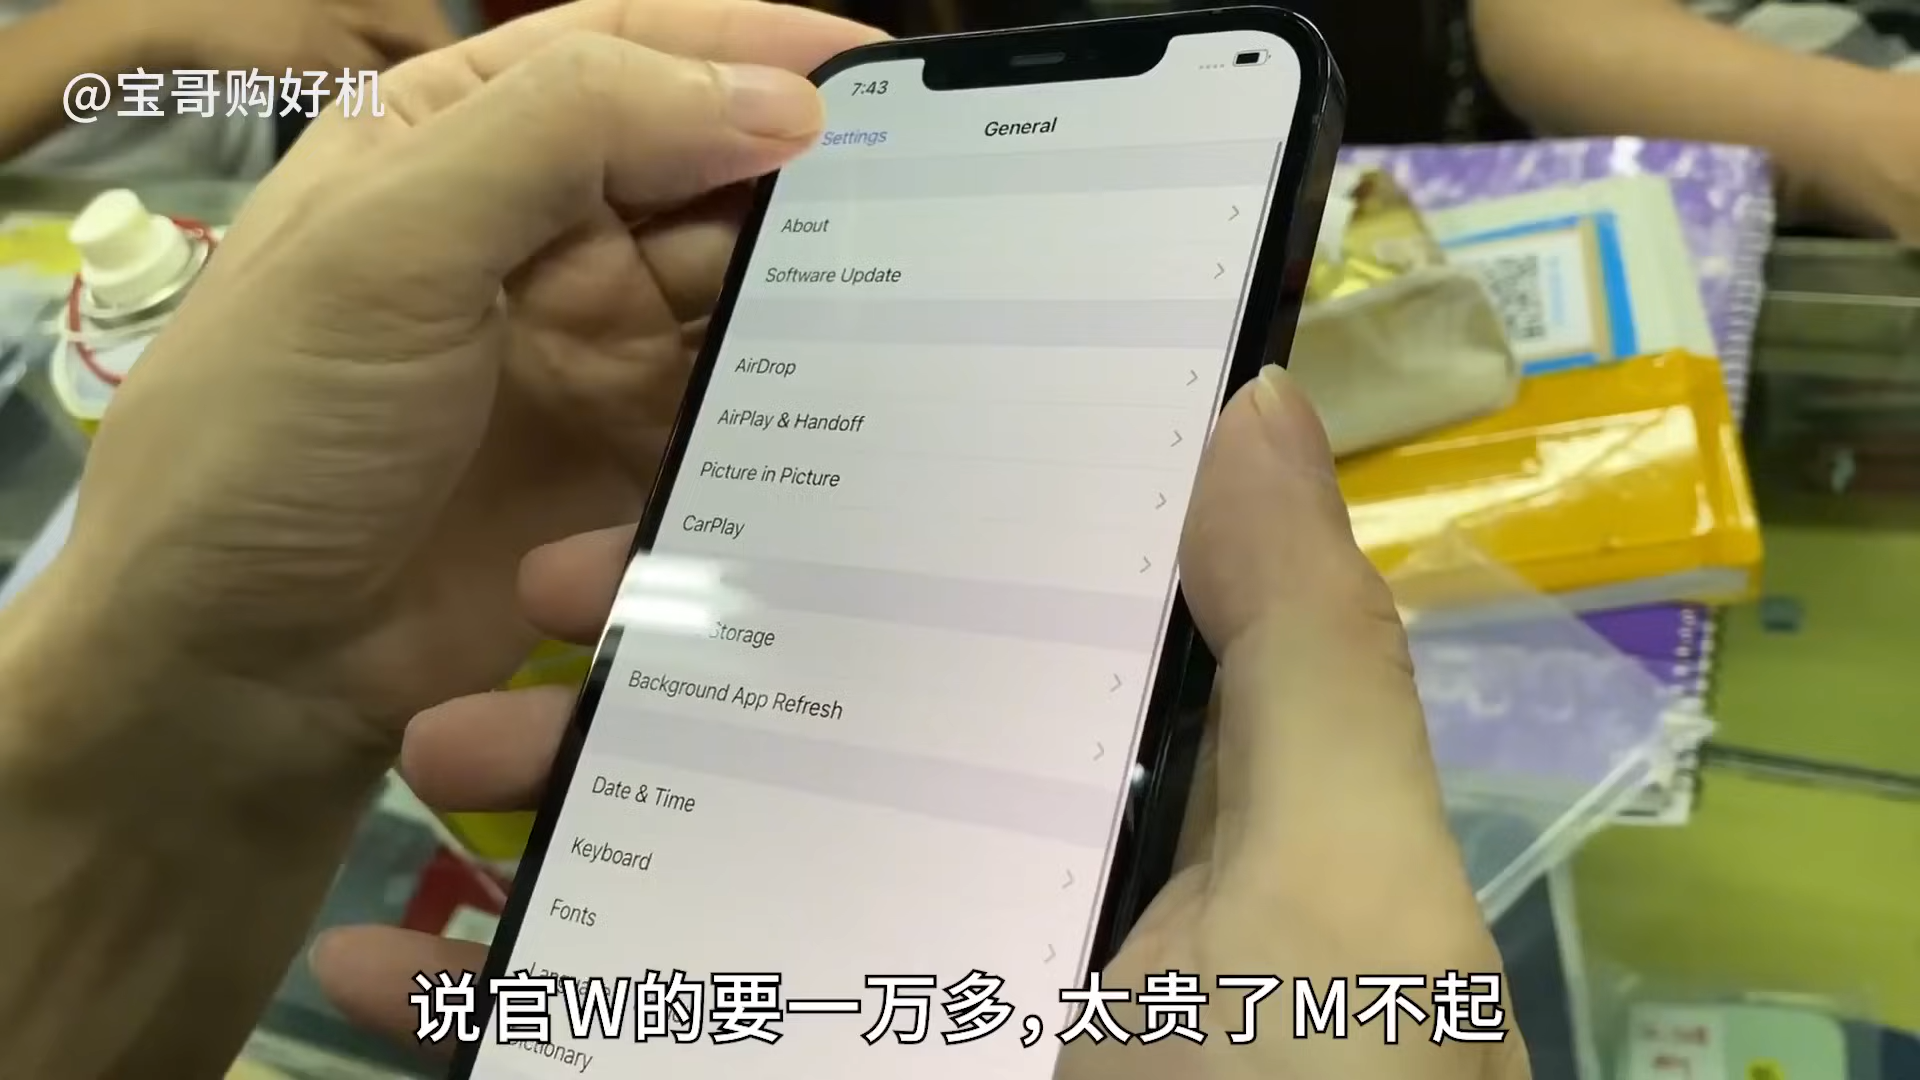 @宝哥购好机
7:43
Settings
General
About
Software Update
AirDrop
AirPlay & Handoff
Picture in Picture
CarPlay
Storage
Background App Refresh
Date & Time
Keyboard
Fonts
说官W的要一万多,太贵了M不起